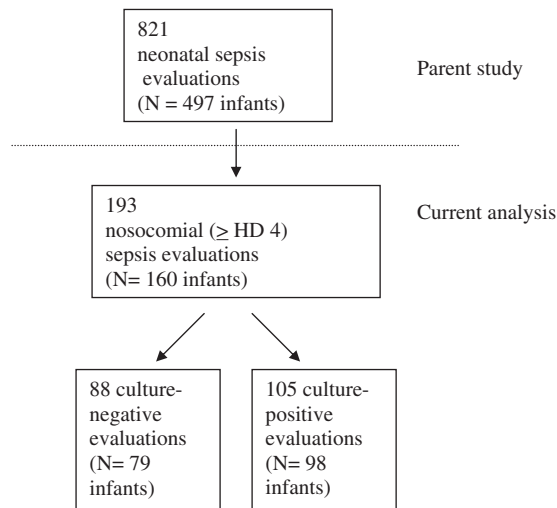 821
neonatal sepsis
evaluations
(N = 497 infants)
Parent study
193
nosocomial (≥ HD 4)
sepsis evaluations
(N= 160 infants)
Current analysis
88 culture-
negative
evaluations
(N= 79
infants)
105 culture-
positive
evaluations
(N= 98
infants)